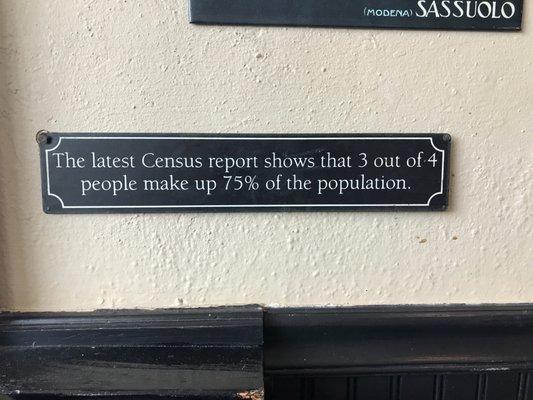 (MODENA) SASSUOLO
The latest Census report shows that 3 out of 4
people make up 75% of the population.